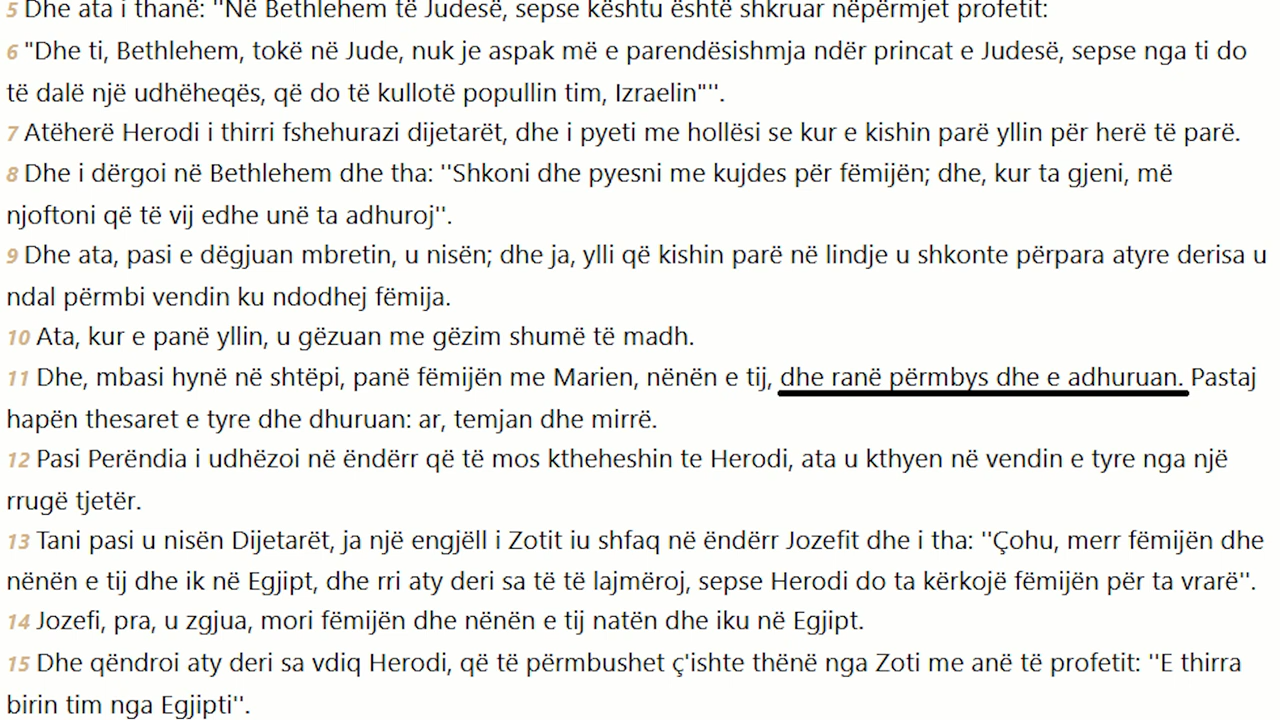 5 Dhe ata i thanë: ''Në Bethlehem të Judesë, sepse kështu është shkruar nëpërmjet profetit:
6 "Dhe ti, Bethlehem, tokë në Jude, nuk je aspak më e parendësishmja ndër princat e Judesë, sepse nga ti do
të dalë një udhëheqës, që do të kullotë popullin tim, Izraelin"''.
7 Atëherë Herodi i thirri fshehurazi dijetarët, dhe i pyeti me hollësi se kur e kishin parë yllin për herë të parë.
8 Dhe i dërgoi në Bethlehem dhe tha: ''Shkoni dhe pyesni me kujdes për fëmijën; dhe, kur ta gjeni, më
njoftoni që të vij edhe unë ta adhuroj''.
9 Dhe ata, pasi e dëgjuan mbretin, u nisën; dhe ja, ylli që kishin parë në lindje u shkonte përpara atyre derisa u
ndal përmbi vendin ku ndodhej fëmija.
10 Ata, kur e panë yllin, u gëzuan me gëzim shumë të madh.
11 Dhe, mbasi hynë në shtëpi, panë fëmijën me Marien, nënën e tij, dhe ranë përmbys dhe e adhuruan. Pastaj
hapën thesaret e tyre dhe dhuruan: ar, temjan dhe mirrë.
12 Pasi Perëndia i udhëzoi në ëndërr që të mos ktheheshin te Herodi, ata u kthyen në vendin e tyre nga një
rrugë tjetër.
13 Tani pasi u nisën Dijetarët, ja një engjëll i Zotit iu shfaq në ëndërr Jozefit dhe i tha: ''Çohu, merr fëmijën dhe
nënën e tij dhe ik në Egjipt, dhe rri aty deri sa të të lajmëroj, sepse Herodi do ta kërkojë fëmijën për ta vrarë''.
14 Jozefi, pra, u zgjua, mori fëmijën dhe nënën e tij natën dhe iku në Egjipt.
15 Dhe qëndroi aty deri sa vdiq Herodi, që të përmbushet ç'ishte thënë nga Zoti me anë të profetit: ''E thirra
birin tim nga Egjipti''.